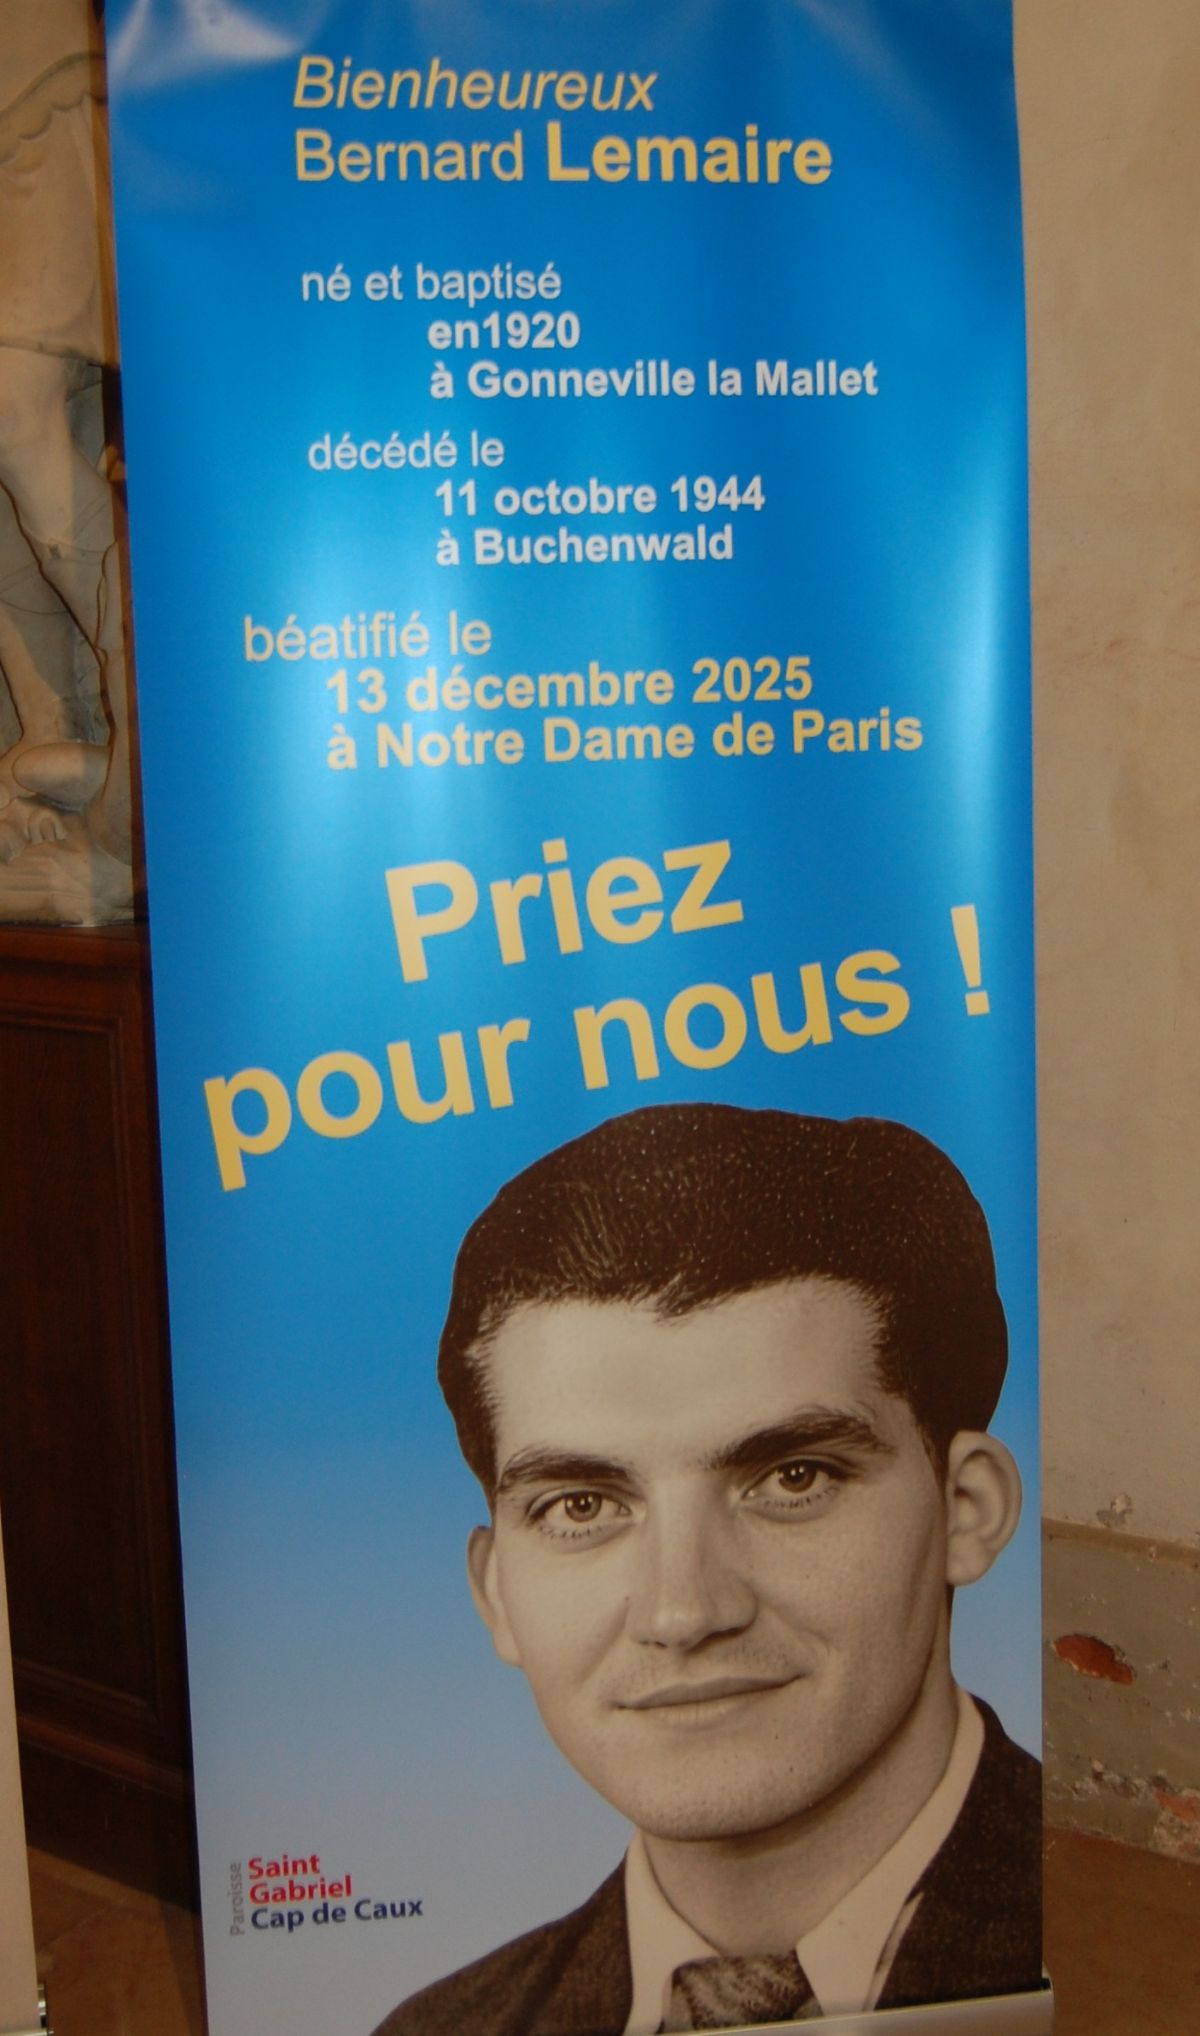 Bienheureux
Bernard Lemaire
né et baptisé
en1920
à Gonneville la Mallet
décédé le
11 octobre 1944
à Buchenwald
béatifié le
13 décembre 2025
à Notre Dame de Paris
Priez
pour nous !
Paroisse
Saint
Gabriel
Cap de Caux